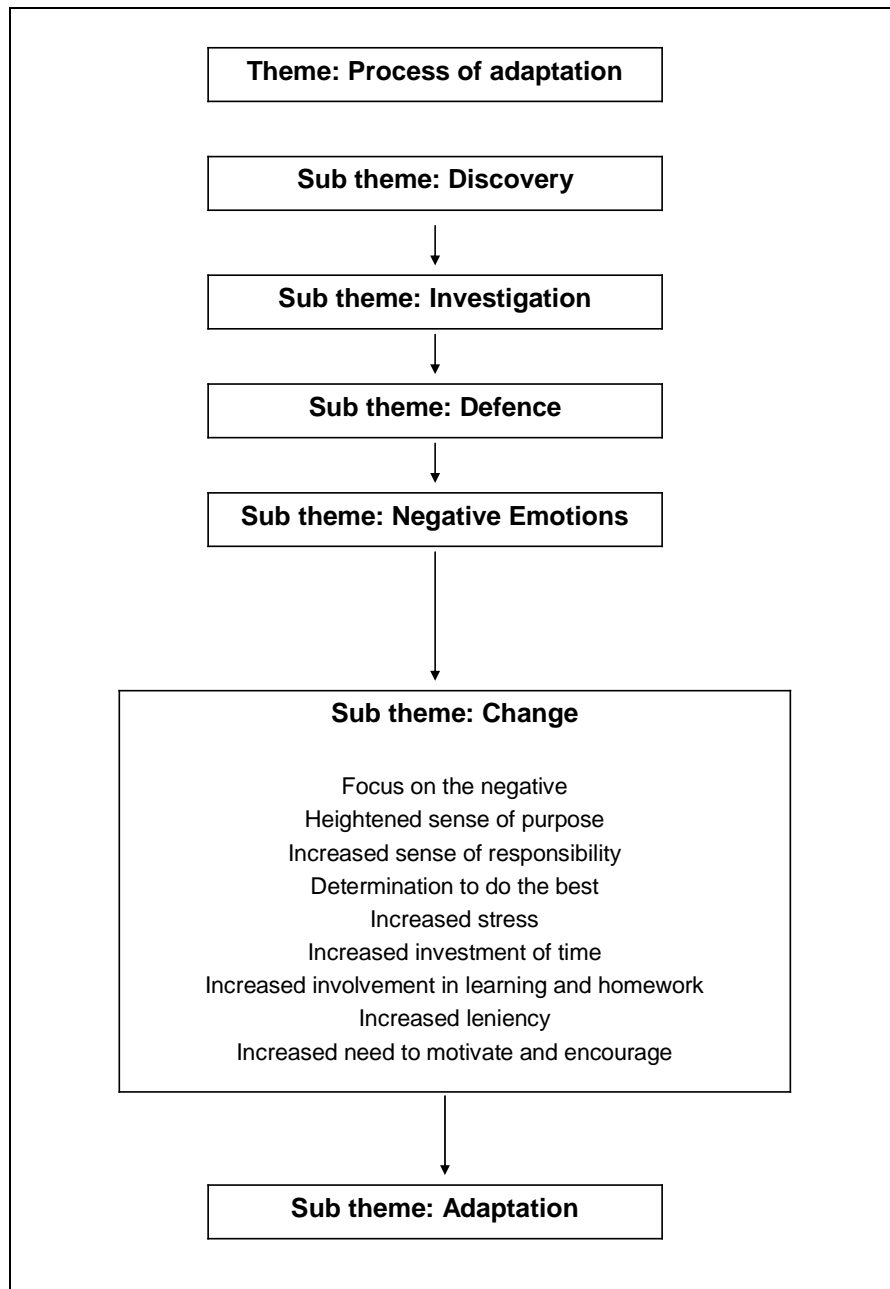 Theme: Process of adaptation
Sub theme: Discovery
Sub theme: Investigation
Sub theme: Defence
Sub theme: Negative Emotions
Sub theme: Change
Focus on the negative
Heightened sense of purpose
Increased sense of responsibility
Determination to do the best
Increased stress
Increased investment of time
Increased involvement in learning and homework
Increased leniency
Increased need to motivate and encourage
Sub theme: Adaptation